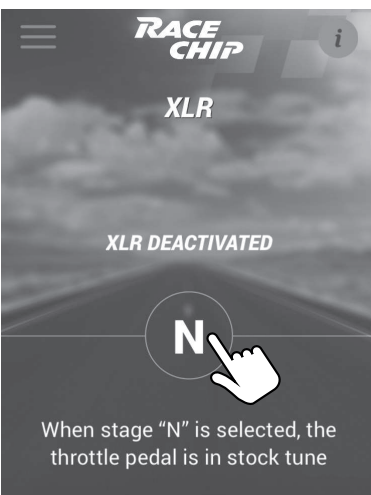 RACE
CHIP
i
XLR
XLR DEACTIVATED
N
When stage “N” is selected, the
throttle pedal is in stock tune